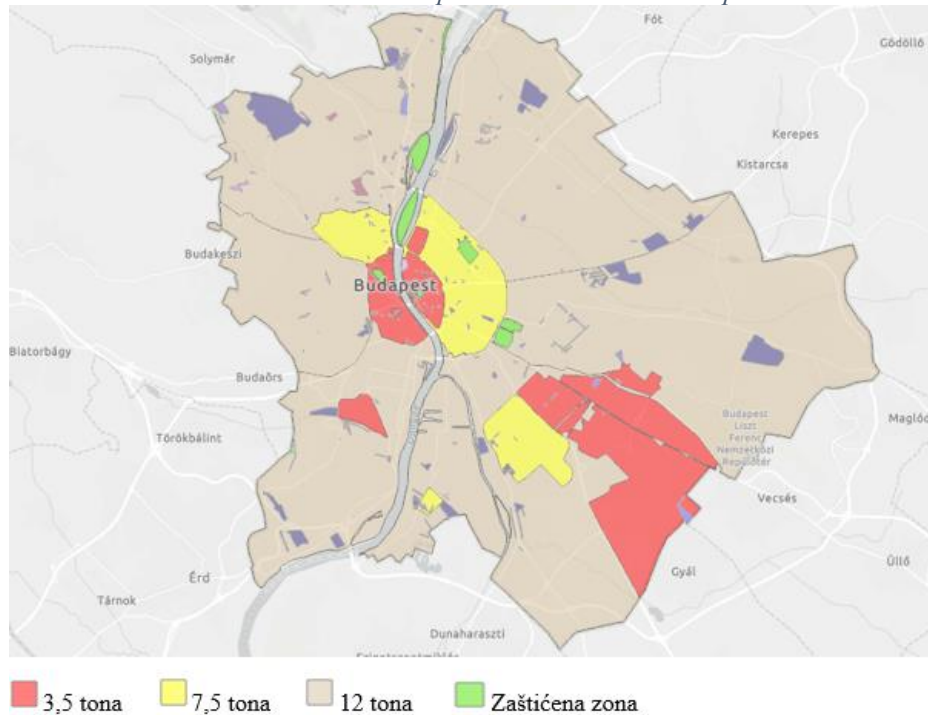 Fót
Solymár
Gödöllő
Kerepes
Kistarcsa
Budakeszi
Budapest
Biatorbágy
Budaörs
Törökbálint
Budapest
Liszt
Ferenc
Nemzetközi
Repülőtér
Maglód
Vecsés
Gyál
Üllő
Érd
Tárnok
Dunaharaszti
3,5 tona 7,5 tona 12 tona Zaštićena zona